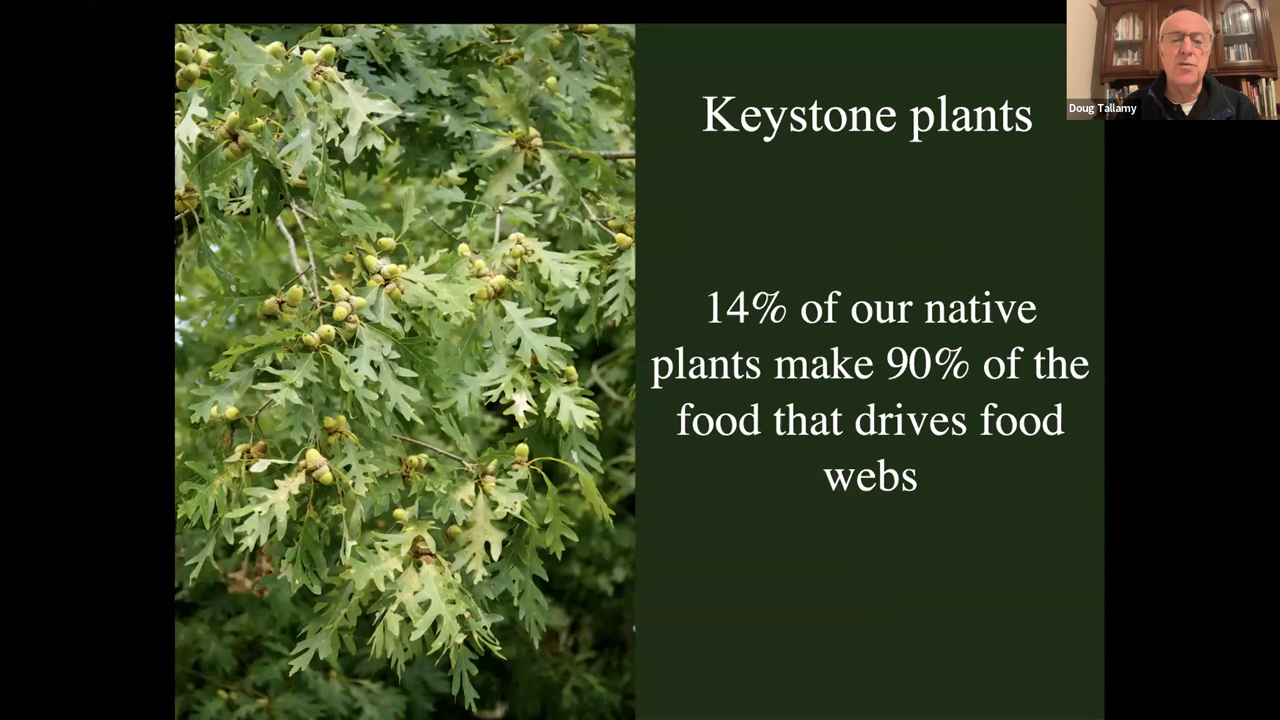 Keystone plants
Doug Tallamy
14% of our native
plants make 90% of the
food that drives food
webs